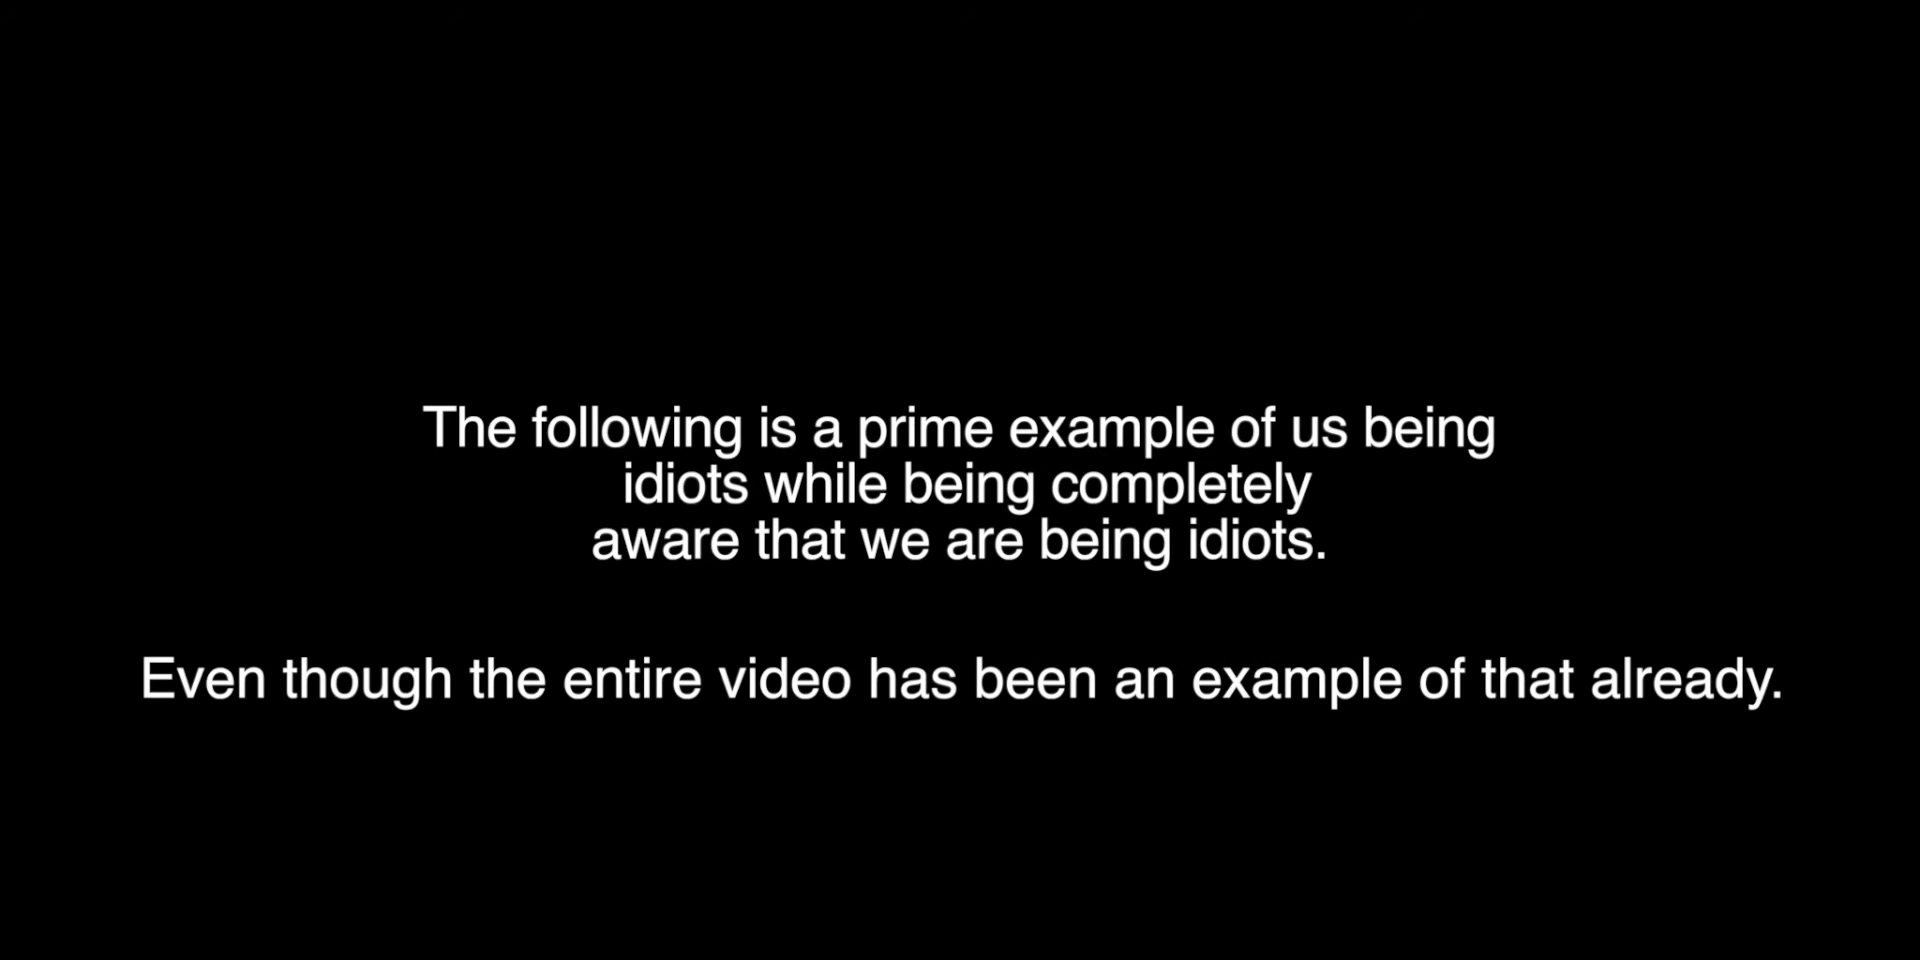 The following is a prime example of us being
idiots while being completely
aware that we are being idiots.
Even though the entire video has been an example of that already.